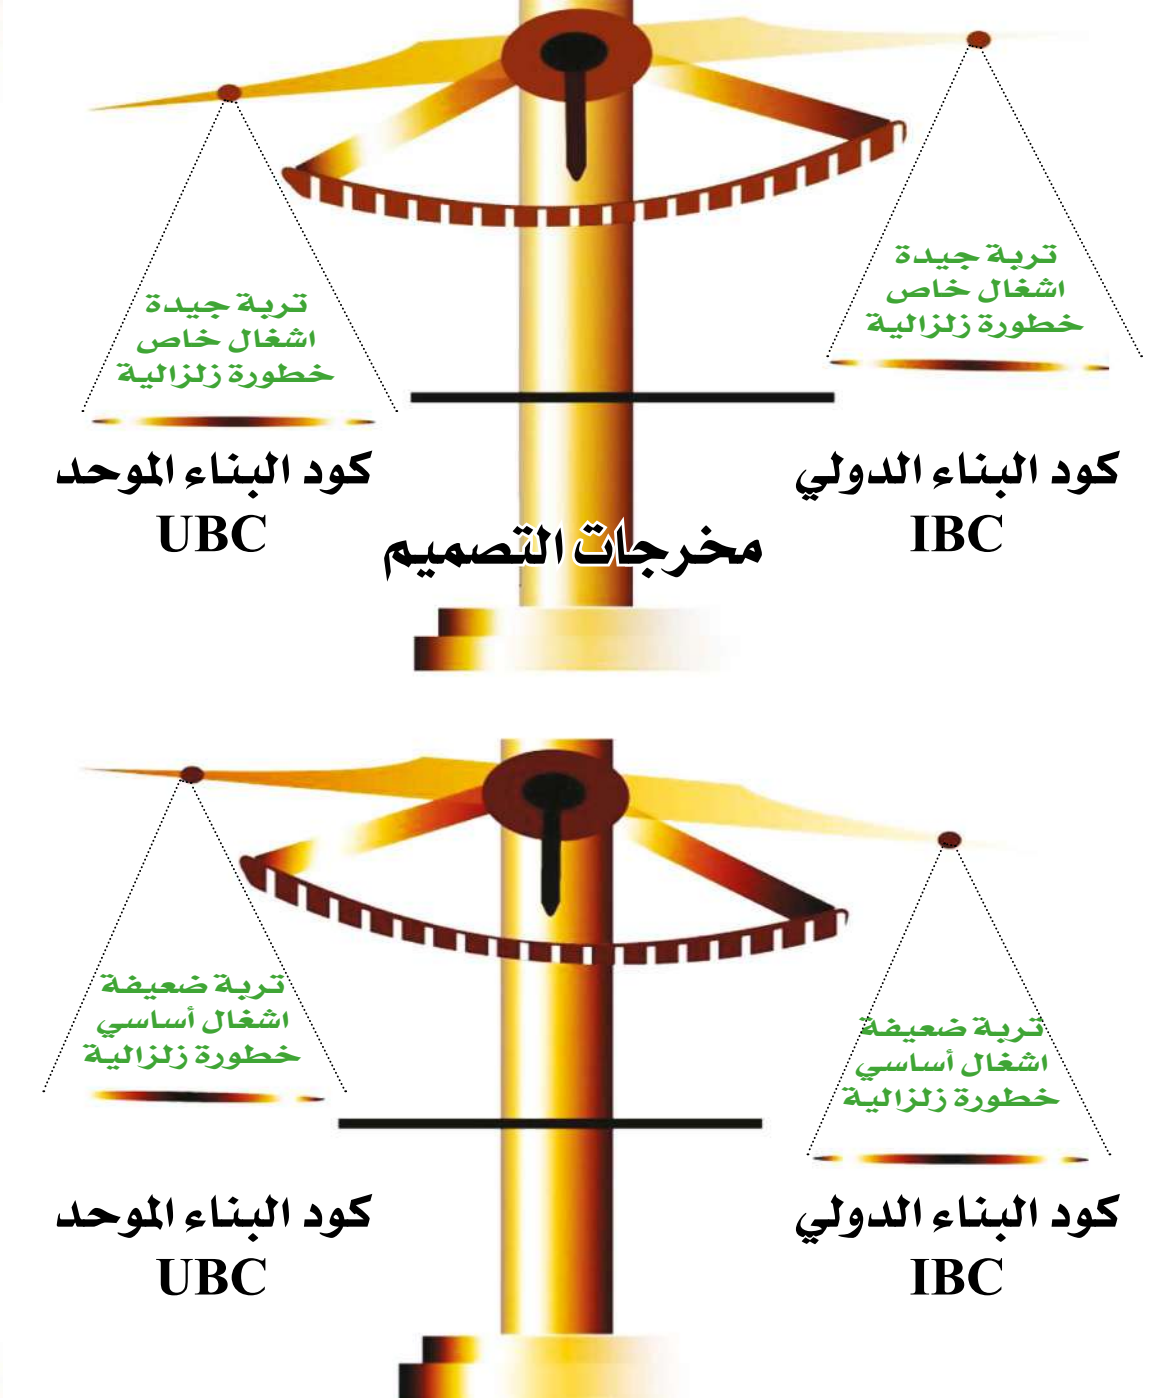 تربة جيدة
اشغال خاص
خطورة زلزالية
تربة جيدة
اشغال خاص
خطورة زلزالية
كود البناء الدولي
IBC
كود البناء الموحد
UBC
مخرجات التصميم
تربة ضعيفة
اشغال أساسي
خطورة زلزالية
تربة ضعيفة
اشغال أساسي
خطورة زلزالية
كود البناء الدولي
IBC
كود البناء الموحد
UBC